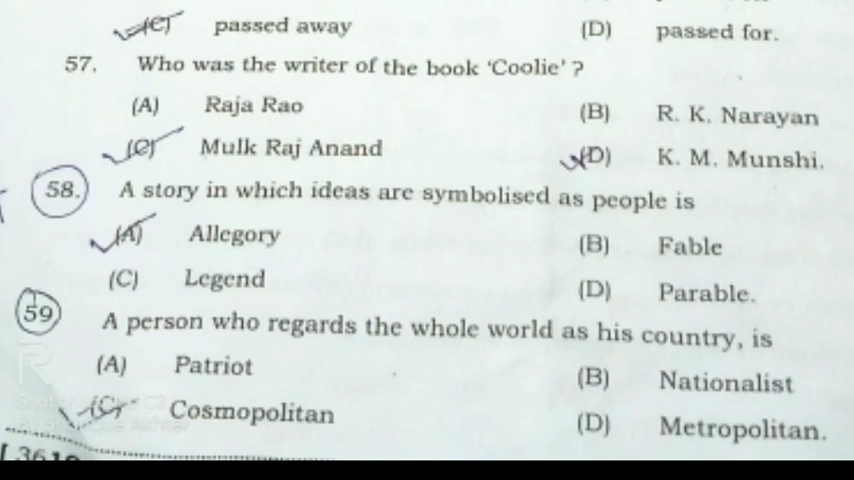 (C) passed away (D) passed for.
57. Who was the writer of the book ‘Coolie’ ?
(A) Raja Rao (B) R. K. Narayan
(C) Mulk Raj Anand (D) K. M. Munshi.
58. A story in which ideas are symbolised as people is
(A) Allegory (B) Fable
(C) Legend (D) Parable.
59 A person who regards the whole world as his country, is
(A) Patriot (B) Nationalist
(C) Cosmopolitan (D) Metropolitan.